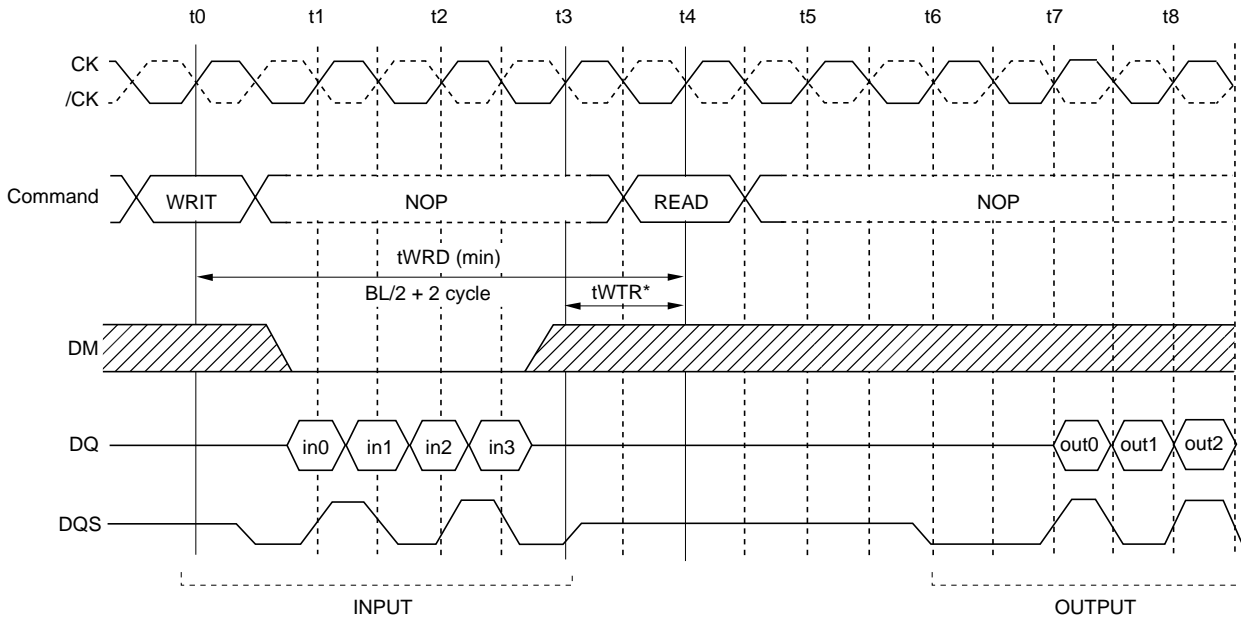 t0 t1 t2 t3 t4 t5 t6 t7 t8
CK
/CK
Command WRIT NOP READ NOP
tWRD (min)
BL/2 + 2 cycle tWTR*
DM
DQ in0 in1 in2 in3 out0 out1 out2
DQS
INPUT OUTPUT